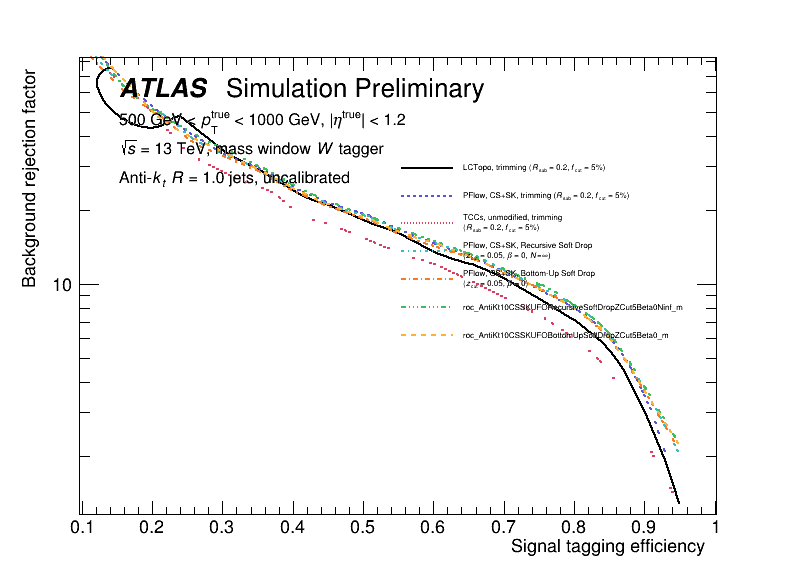 Background rejection factor
ATLAS Simulation Preliminary
500 GeV < p_T^true < 1000 GeV, |η^true| < 1.2
√s = 13 TeV, mass window W tagger
Anti-k_t R = 1.0 jets, uncalibrated
LCTopo, trimming (R_sub = 0.2, f_cut = 5%)
PFlow, CS+SK, trimming (R_sub = 0.2, f_cut = 5%)
TCCs, unmodified, trimming
(R_sub = 0.2, f_cut = 5%)
PFlow, CS+SK, Recursive Soft Drop
(z_cut = 0.05, β = 0, N=∞)
PFlow, CS+SK, Bottom-Up Soft Drop
(z_cut = 0.05, β = 0)
roc_AntiKt10CSSKUFORecursiveSoftDropZCut5Beta0NInf_m
roc_AntiKt10CSSKUFOBottomUpSoftDropZCut5Beta0_m
10
0.1 0.2 0.3 0.4 0.5 0.6 0.7 0.8 0.9 1
Signal tagging efficiency